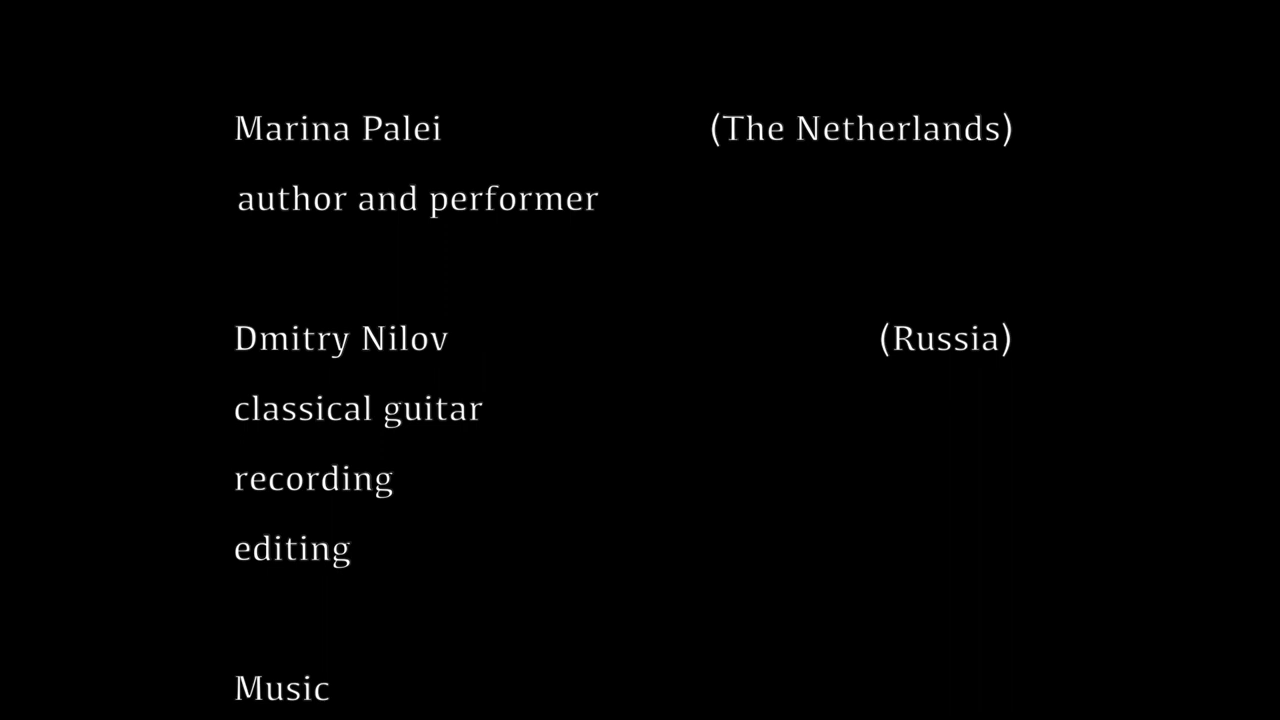 Marina Palei (The Netherlands)
author and performer
Dmitry Nilov (Russia)
classical guitar
recording
editing
Music